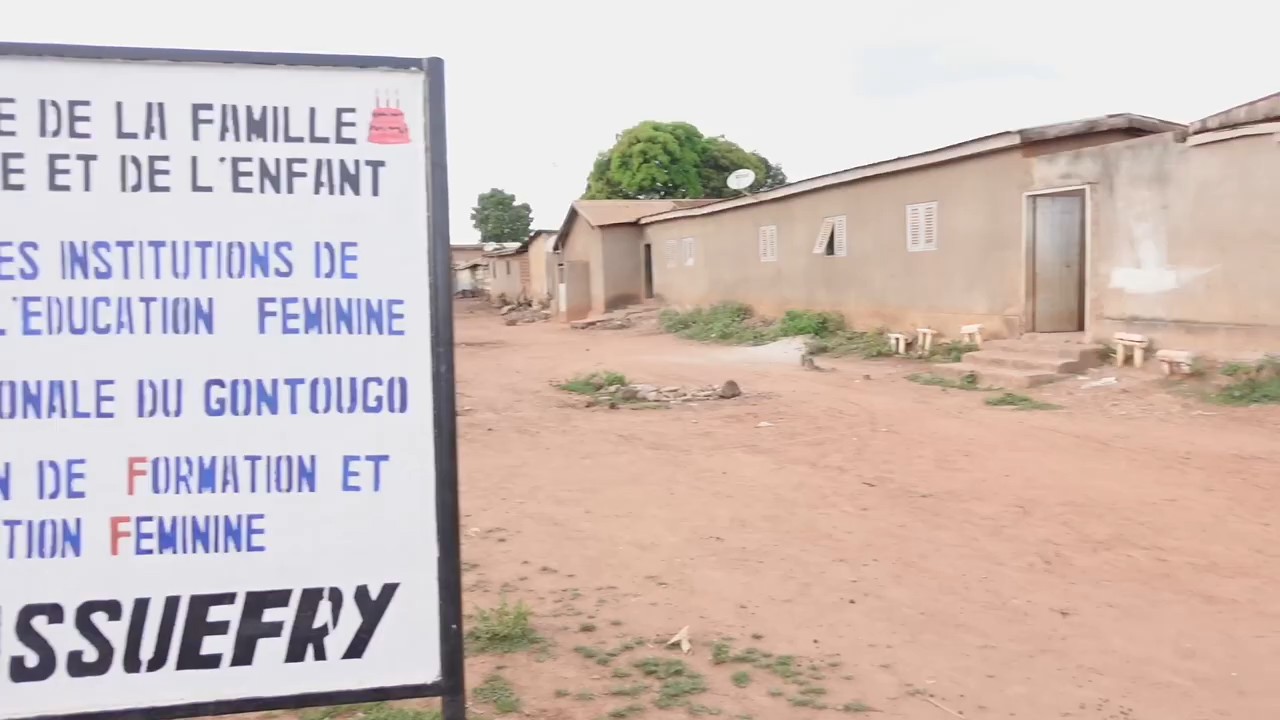 E DE LA FAMILLE
E ET DE L'ENFANT
ES INSTITUTIONS DE
L'EDUCATION FEMININE
ONALE DU GONTOUGO
N DE FORMATION ET
TION FEMININE
SSUEFRY